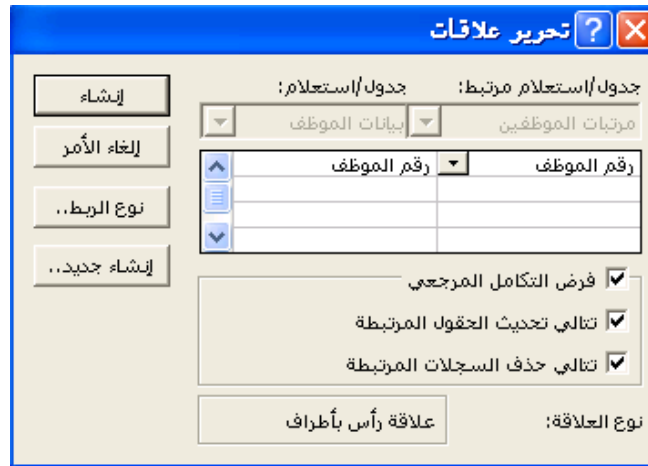 تحرير علاقات
جدول/استعلام مرتبط: جدول/استعلام:
مرتبات الموظفين بيانات الموظف
رقم الموظف رقم الموظف
فرض التكامل المرجعي
تتالي تحديث الحقول المرتبطة
تتالي حذف السجلات المرتبطة
نوع العلاقة: علاقة رأس بأطراف
إنشاء
إلغاء الأمر
نوع الربط..
إنشاء جديد..